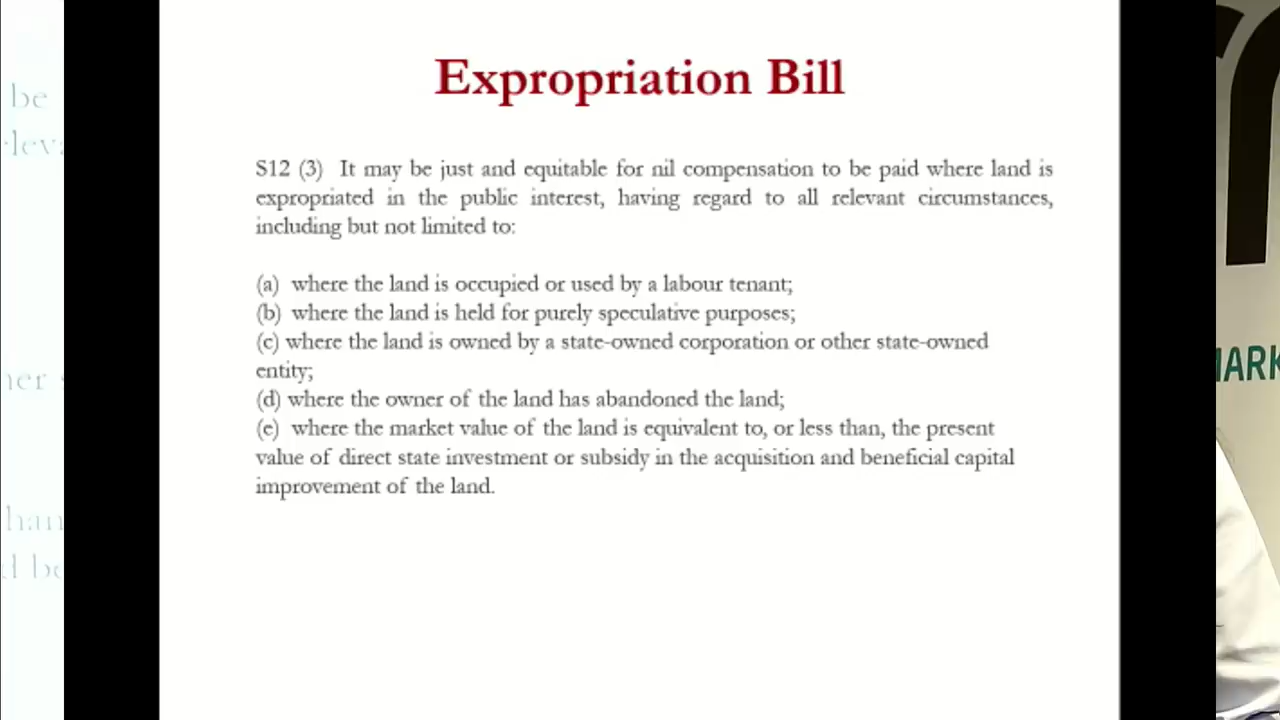 Expropriation Bill
S12 (3) It may be just and equitable for nil compensation to be paid where land is
expropriated in the public interest, having regard to all relevant circumstances,
including but not limited to:
(a) where the land is occupied or used by a labour tenant;
(b) where the land is held for purely speculative purposes;
(c) where the land is owned by a state-owned corporation or other state-owned
entity;
(d) where the owner of the land has abandoned the land;
(e) where the market value of the land is equivalent to, or less than, the present
value of direct state investment or subsidy in the acquisition and beneficial capital
improvement of the land.
be